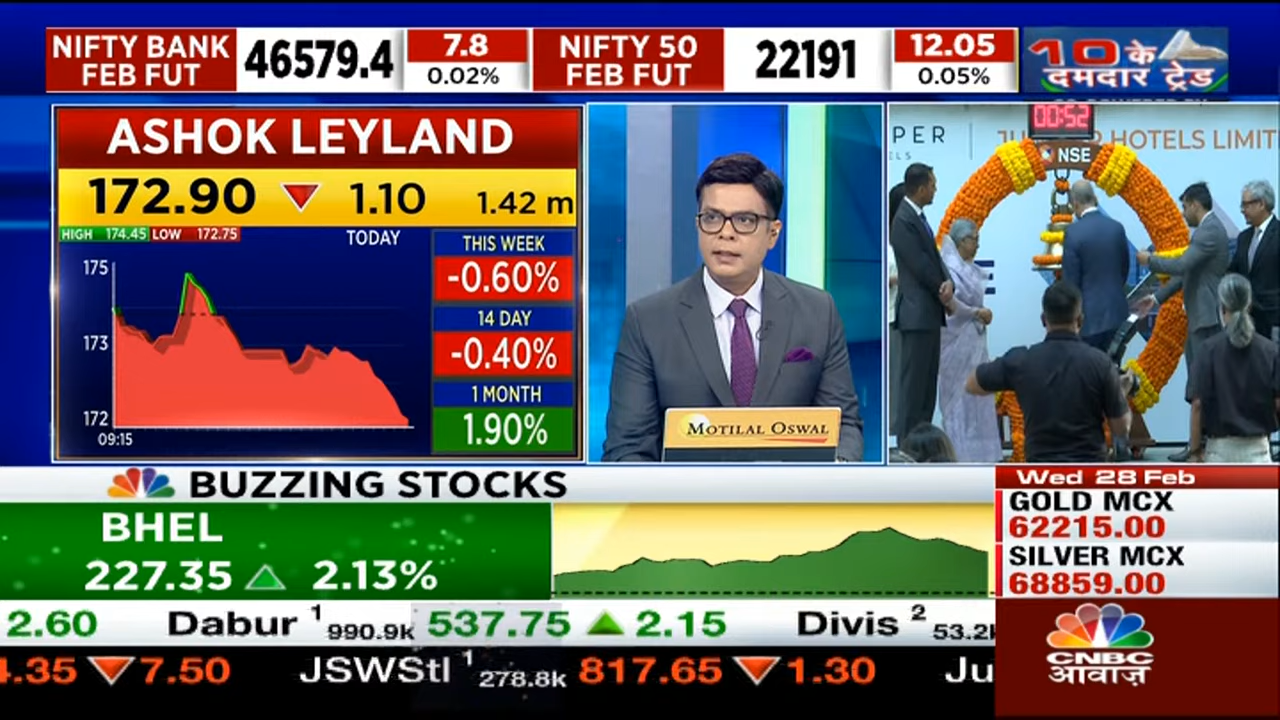 NIFTY BANK
FEB FUT
46579.4
7.8
0.02%
NIFTY 50
FEB FUT
22191
12.05
0.05%
10 के
दमदार ट्रेड
ASHOK LEYLAND
172.90 ▼ 1.10 1.42 m
HIGH 174.45 LOW 172.75
TODAY
175
173
172
09:15
THIS WEEK
-0.60%
14 DAY
-0.40%
1 MONTH
1.90%
MOTILAL OSWAL
00:52
NSE
HOTELS LIMIT
BUZZING STOCKS
BHEL
227.35 ▲ 2.13%
Wed 28 Feb
GOLD MCX
62215.00
SILVER MCX
68859.00
2.60 Dabur 1 990.9k 537.75 ▲ 2.15 Divis 2 53.2k
4.35 ▼ 7.50 JSWStl 1 278.8k 817.65 ▼ 1.30 Ju
CNBC
आवाज़